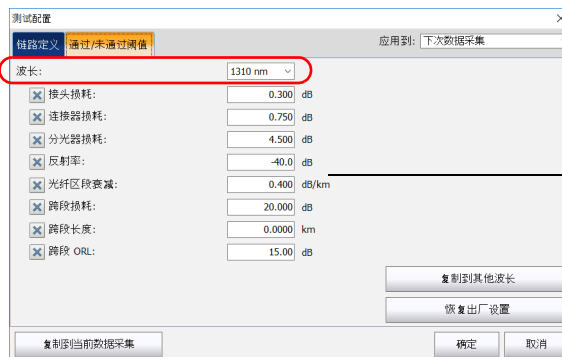 测试配置
链路定义 通过/未通过阈值 应用到: 下次数据采集
波长: 1310 nm
接头损耗: 0.300 dB
连接器损耗: 0.750 dB
分光器损耗: 4.500 dB
反射率: -40.0 dB
光纤区段衰减: 0.400 dB/km
跨段损耗: 20.000 dB
跨段长度: 0.0000 km
跨段 ORL: 15.00 dB
复制到其他波长
恢复出厂设置
复制到当前数据采集 确定 取消